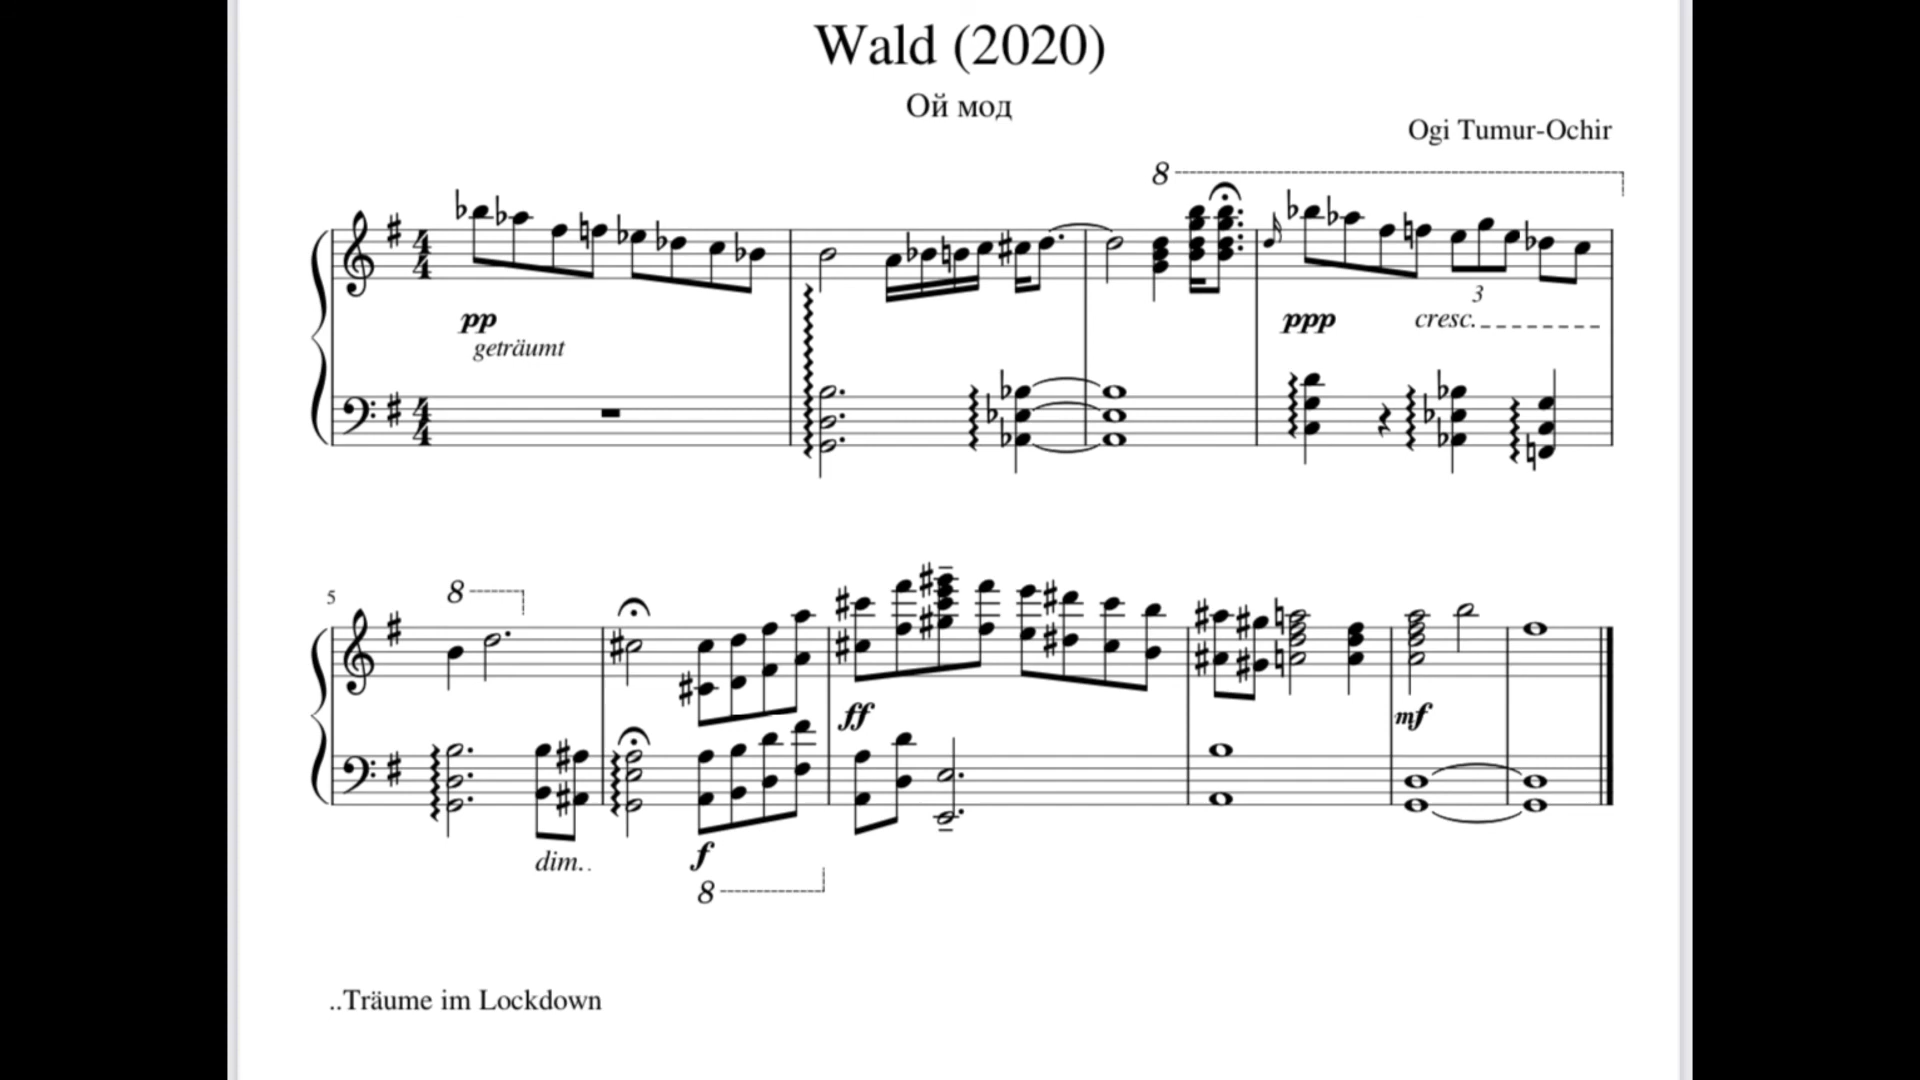 Wald (2020)
Ой мод
Ogi Tumur-Ochir
8
pp
geträumt
ppp
3
cresc.
5
8
dim..
f
8
ff
mf
..Träume im Lockdown